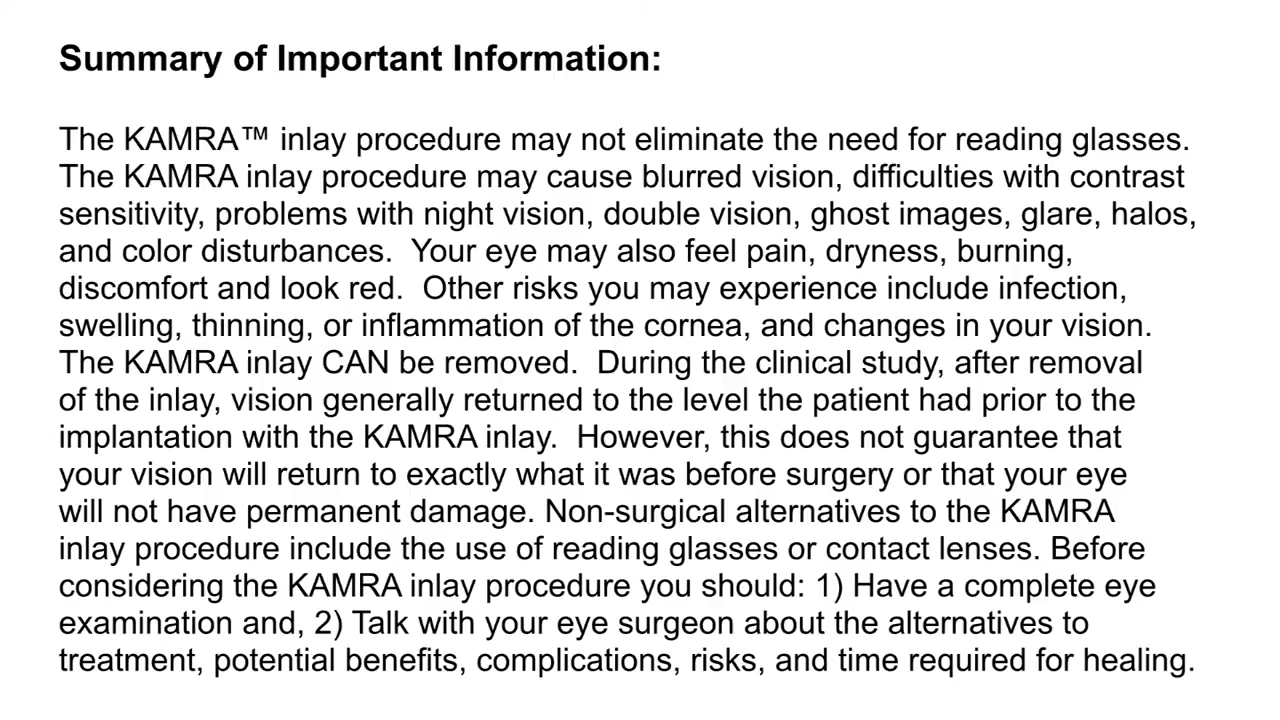 Summary of Important Information:
The KAMRA™ inlay procedure may not eliminate the need for reading glasses.
The KAMRA inlay procedure may cause blurred vision, difficulties with contrast
sensitivity, problems with night vision, double vision, ghost images, glare, halos,
and color disturbances.  Your eye may also feel pain, dryness, burning,
discomfort and look red.  Other risks you may experience include infection,
swelling, thinning, or inflammation of the cornea, and changes in your vision.
The KAMRA inlay CAN be removed.  During the clinical study, after removal
of the inlay, vision generally returned to the level the patient had prior to the
implantation with the KAMRA inlay.  However, this does not guarantee that
your vision will return to exactly what it was before surgery or that your eye
will not have permanent damage. Non-surgical alternatives to the KAMRA
inlay procedure include the use of reading glasses or contact lenses. Before
considering the KAMRA inlay procedure you should: 1) Have a complete eye
examination and, 2) Talk with your eye surgeon about the alternatives to
treatment, potential benefits, complications, risks, and time required for healing.